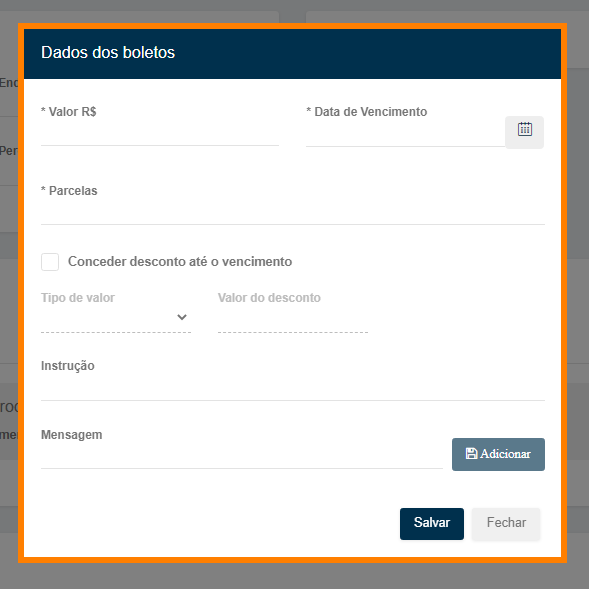 Dados dos boletos
* Valor R$
* Data de Vencimento
* Parcelas
Conceder desconto até o vencimento
Tipo de valor
Valor do desconto
Instrução
Mensagem
Adicionar
Salvar
Fechar